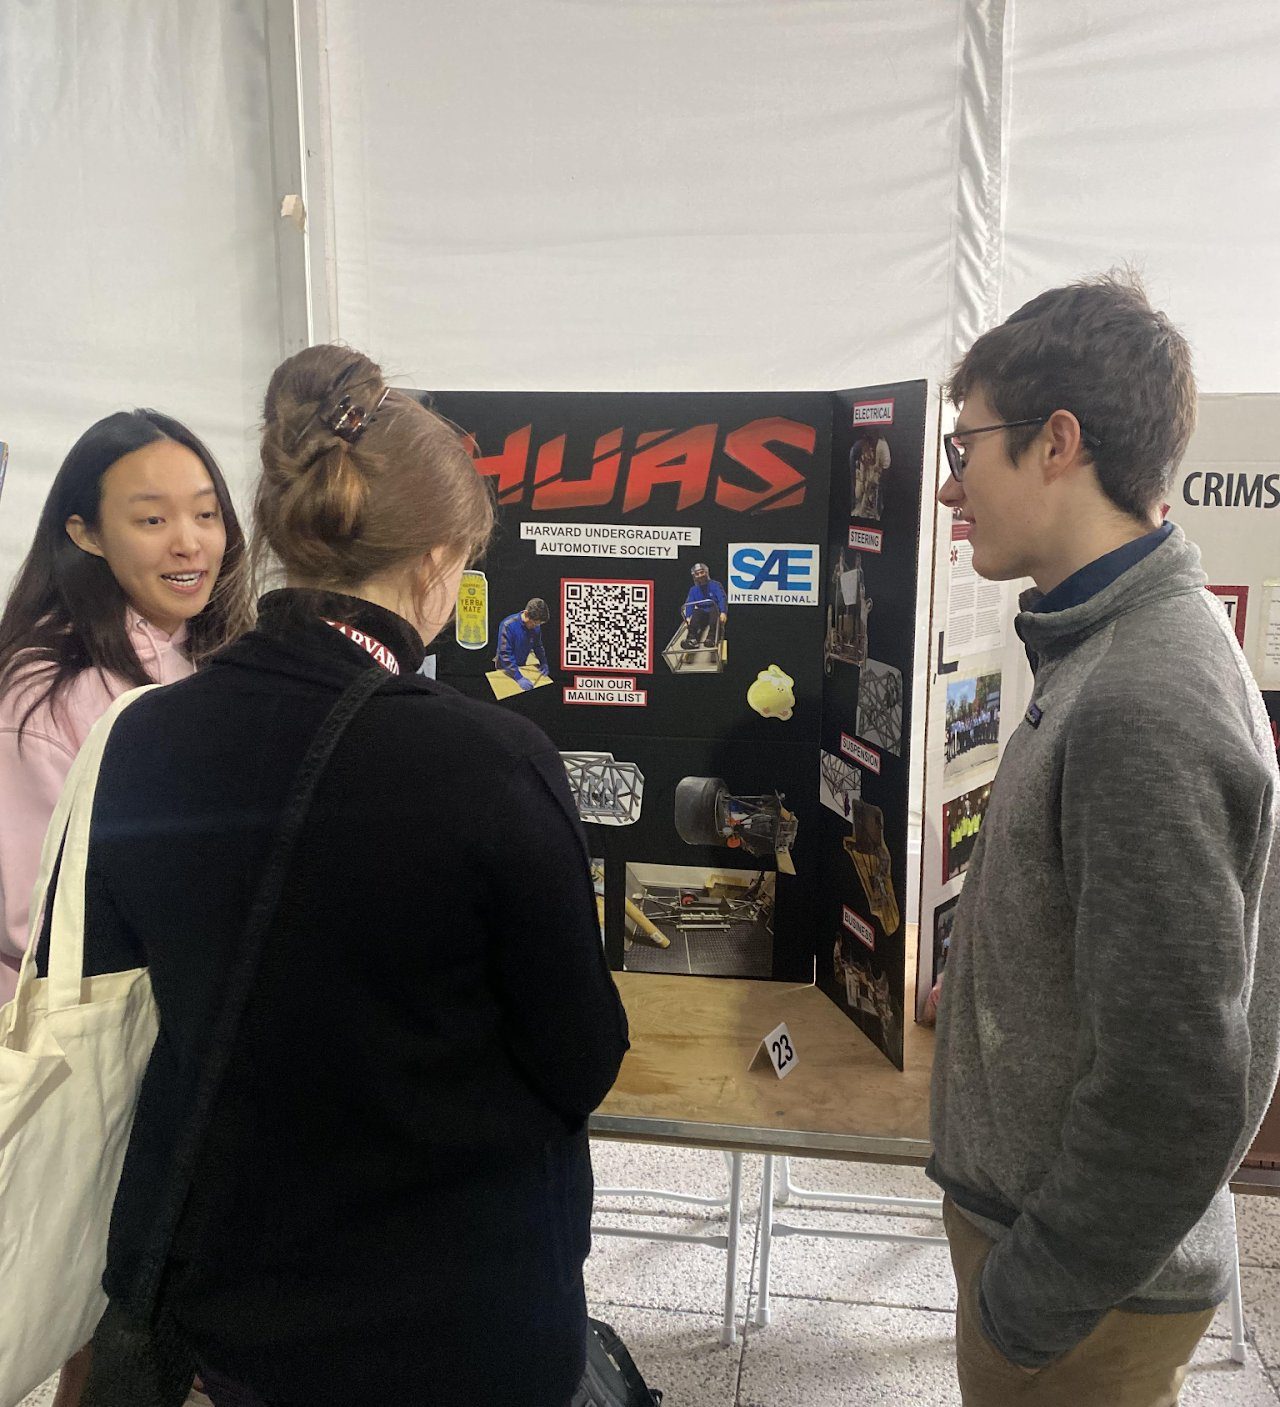 HUAS
HARVARD UNDERGRADUATE
AUTOMOTIVE SOCIETY
SAE
INTERNATIONAL
YERBA
MATE
JOIN OUR
MAILING LIST
ELECTRICAL
STEERING
SUSPENSION
BUSINESS
23
HARVAR
CRIMS
L